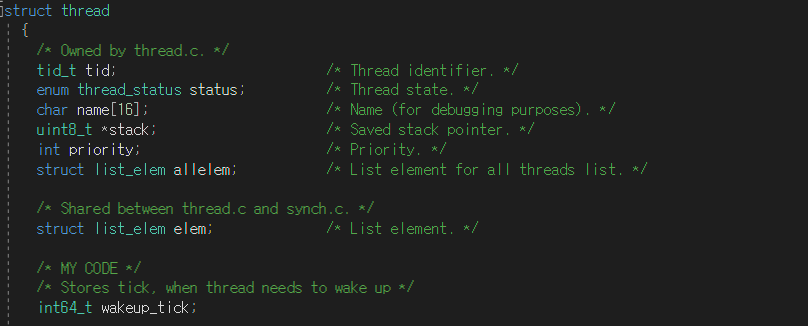 struct thread
{
/* Owned by thread.c. */
tid_t tid; /* Thread identifier. */
enum thread_status status; /* Thread state. */
char name[16]; /* Name (for debugging purposes). */
uint8_t *stack; /* Saved stack pointer. */
int priority; /* Priority. */
struct list_elem allelem; /* List element for all threads list. */
/* Shared between thread.c and synch.c. */
struct list_elem elem; /* List element. */
/* MY CODE */
/* Stores tick, when thread needs to wake up */
int64_t wakeup_tick;